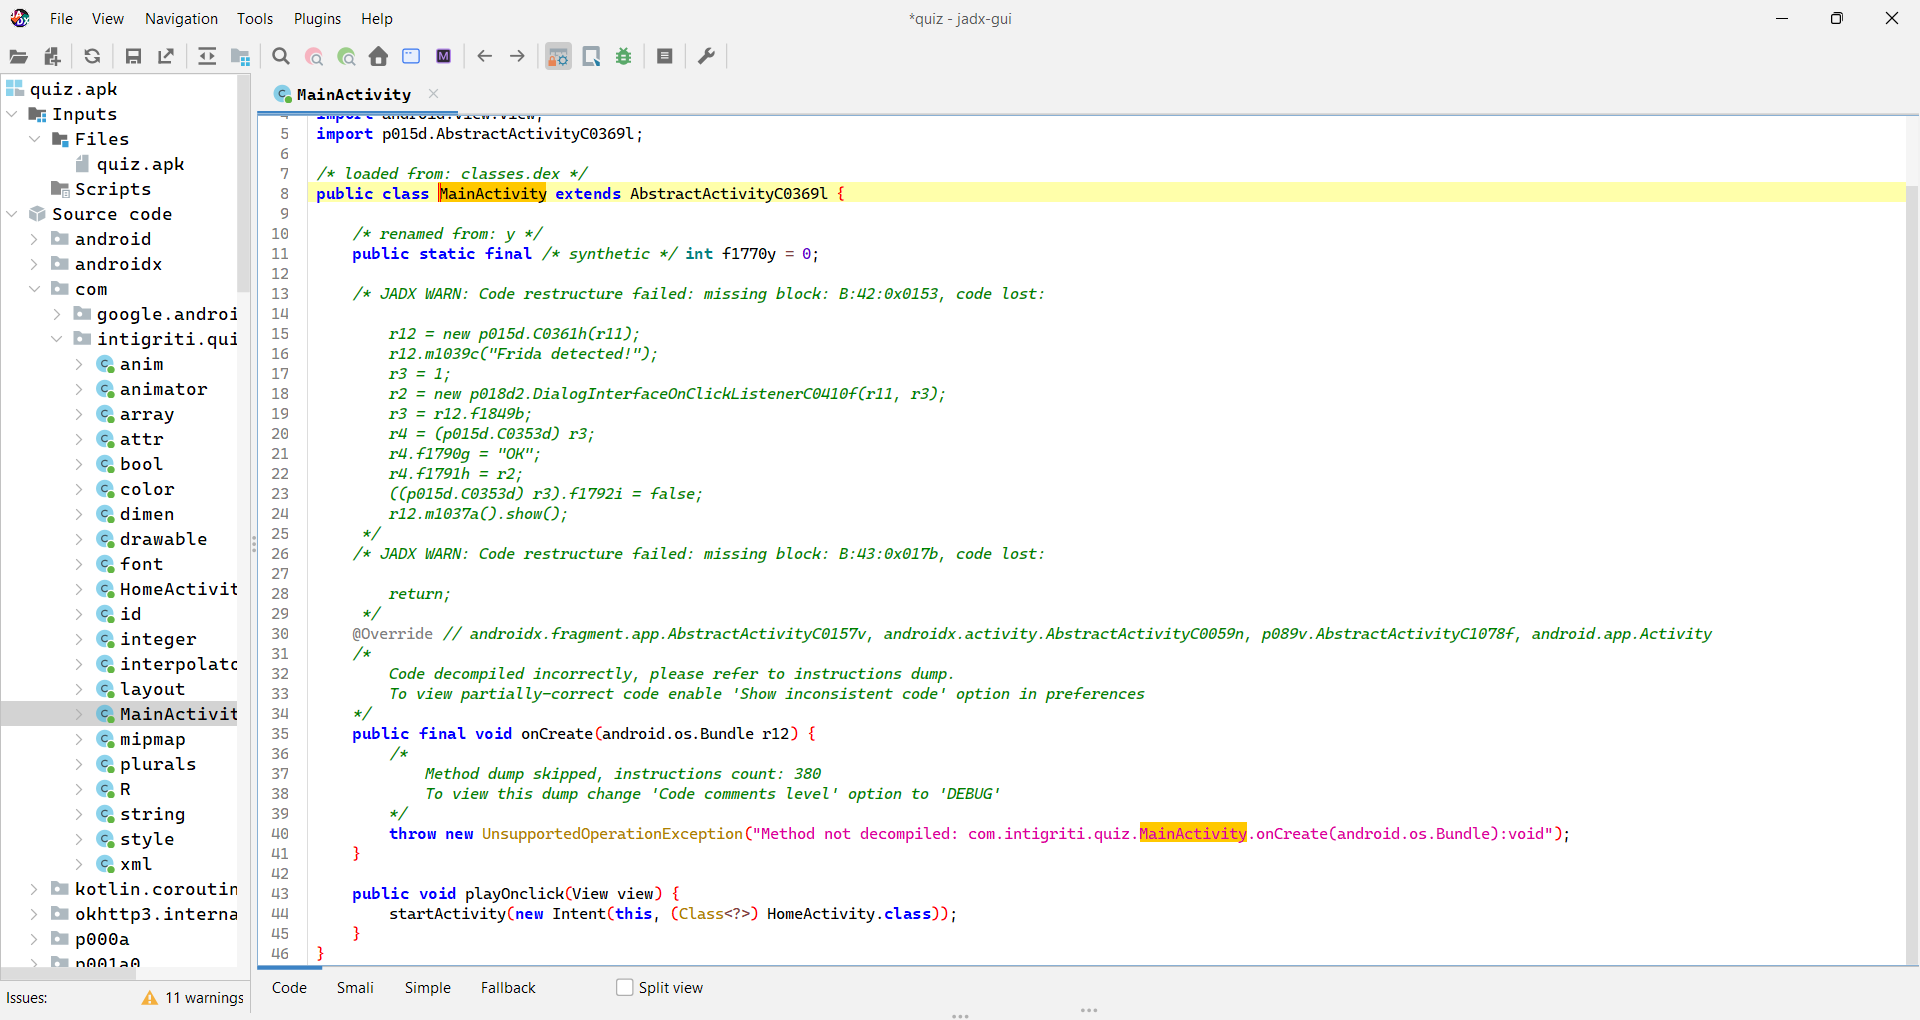 File View Navigation Tools Plugins Help
*quiz - jadx-gui
quiz.apk
Inputs
Files
quiz.apk
Scripts
Source code
android
androidx
com
google.androi
intigriti.qui
anim
animator
array
attr
bool
color
dimen
drawable
font
HomeActivit
id
integer
interpolato
layout
MainActivit
mipmap
plurals
R
string
style
xml
kotlin.coroutin
okhttp3.interna
p000a
p001a0
Issues: 11 warnings
MainActivity
4 import android.view.View;
5 import p015d.AbstractActivityC0369l;
6
7 /* loaded from: classes.dex */
8 public class MainActivity extends AbstractActivityC0369l {
9
10 /* renamed from: y */
11 public static final /* synthetic */ int f1770y = 0;
12
13 /* JADX WARN: Code restructure failed: missing block: B:42:0x0153, code lost:
14
15 r12 = new p015d.C0361h(r11);
16 r12.m1039c("Frida detected!");
17 r3 = 1;
18 r2 = new p018d2.DialogInterfaceOnClickListenerC0410f(r11, r3);
19 r3 = r12.f1849b;
20 r4 = (p015d.C0353d) r3;
21 r4.f1790g = "OK";
22 r4.f1791h = r2;
23 ((p015d.C0353d) r3).f1792i = false;
24 r12.m1037a().show();
25 */
26 /* JADX WARN: Code restructure failed: missing block: B:43:0x017b, code lost:
27
28 return;
29 */
30 @Override // androidx.fragment.app.AbstractActivityC0157v, androidx.activity.AbstractActivityC0059n, p089v.AbstractActivityC1078f, android.app.Activity
31 /*
32 Code decompiled incorrectly, please refer to instructions dump.
33 To view partially-correct code enable 'Show inconsistent code' option in preferences
34 */
35 public final void onCreate(android.os.Bundle r12) {
36 /*
37 Method dump skipped, instructions count: 380
38 To view this dump change 'Code comments level' option to 'DEBUG'
39 */
40 throw new UnsupportedOperationException("Method not decompiled: com.intigriti.quiz.MainActivity.onCreate(android.os.Bundle):void");
41 }
42
43 public void playOnclick(View view) {
44 startActivity(new Intent(this, (Class<?>) HomeActivity.class));
45 }
46 }
Code Smali Simple Fallback Split view